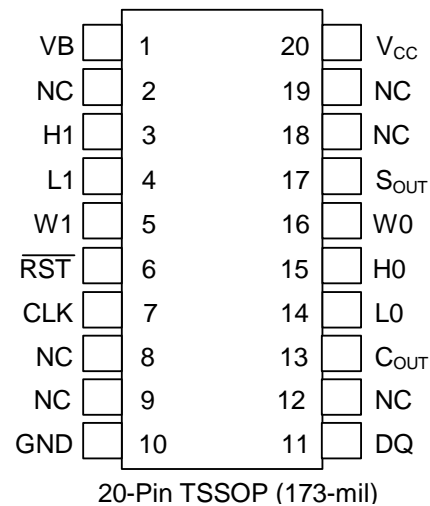 VB 1 20 VCC
NC 2 19 NC
H1 3 18 NC
L1 4 17 SOUT
W1 5 16 W0
RST 6 15 H0
CLK 7 14 L0
NC 8 13 COUT
NC 9 12 NC
GND 10 11 DQ
20-Pin TSSOP (173-mil)